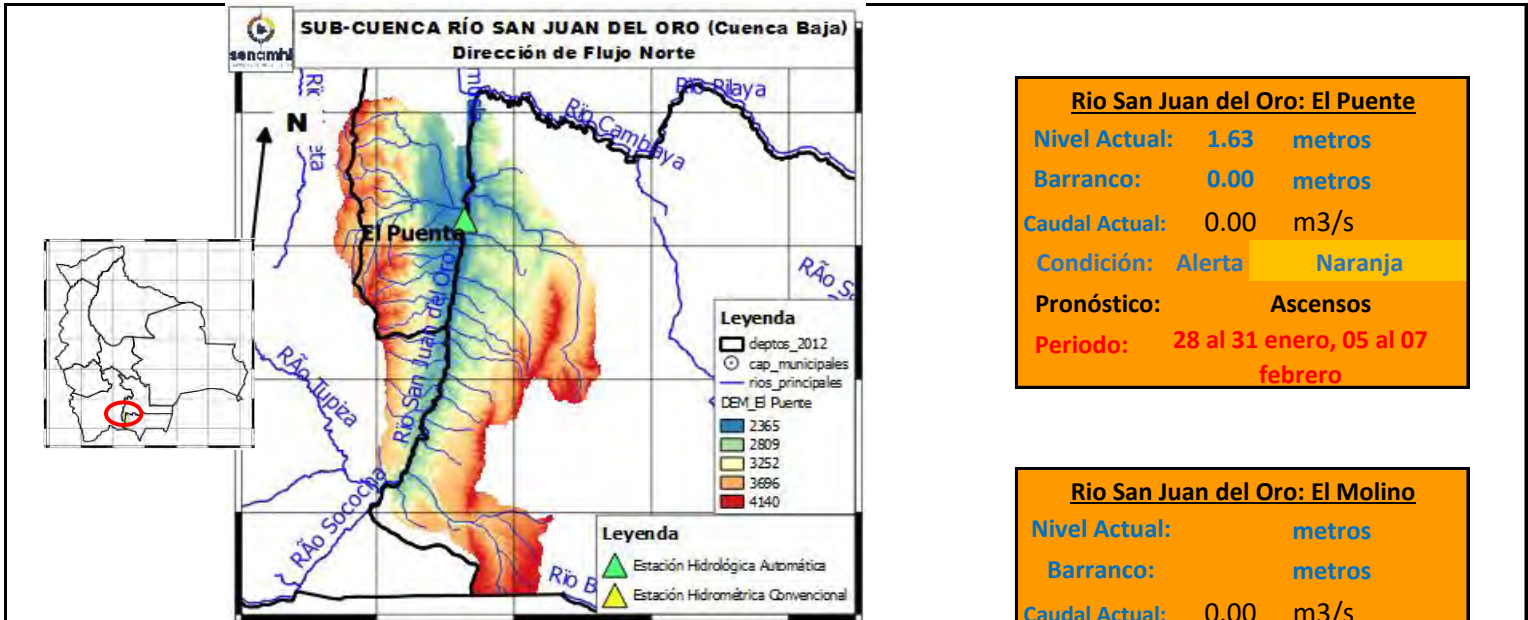 senamhi
SUB-CUENCA RÍO SAN JUAN DEL ORO (Cuenca Baja)
Dirección de Flujo Norte
N
Río Pilaya
Río Cambaya
El Puente
Río San Juan del Oro
RÃo Tupiza
RÃo Sococha
RÃo S
Río B
Leyenda
deptos_2012
cap_municipales
rios_principales
DEM_El Puente
2365
2809
3252
3696
4140
Leyenda
Estación Hidrológica Automática
Estación Hidrométrica Convencional
Rio San Juan del Oro: El Puente
Nivel Actual: 1.63 metros
Barranco: 0.00 metros
Caudal Actual: 0.00 m3/s
Condición: Alerta Naranja
Pronóstico: Ascensos
Periodo: 28 al 31 enero, 05 al 07
febrero
Rio San Juan del Oro: El Molino
Nivel Actual: metros
Barranco: metros
Caudal Actual: 0.00 m3/s